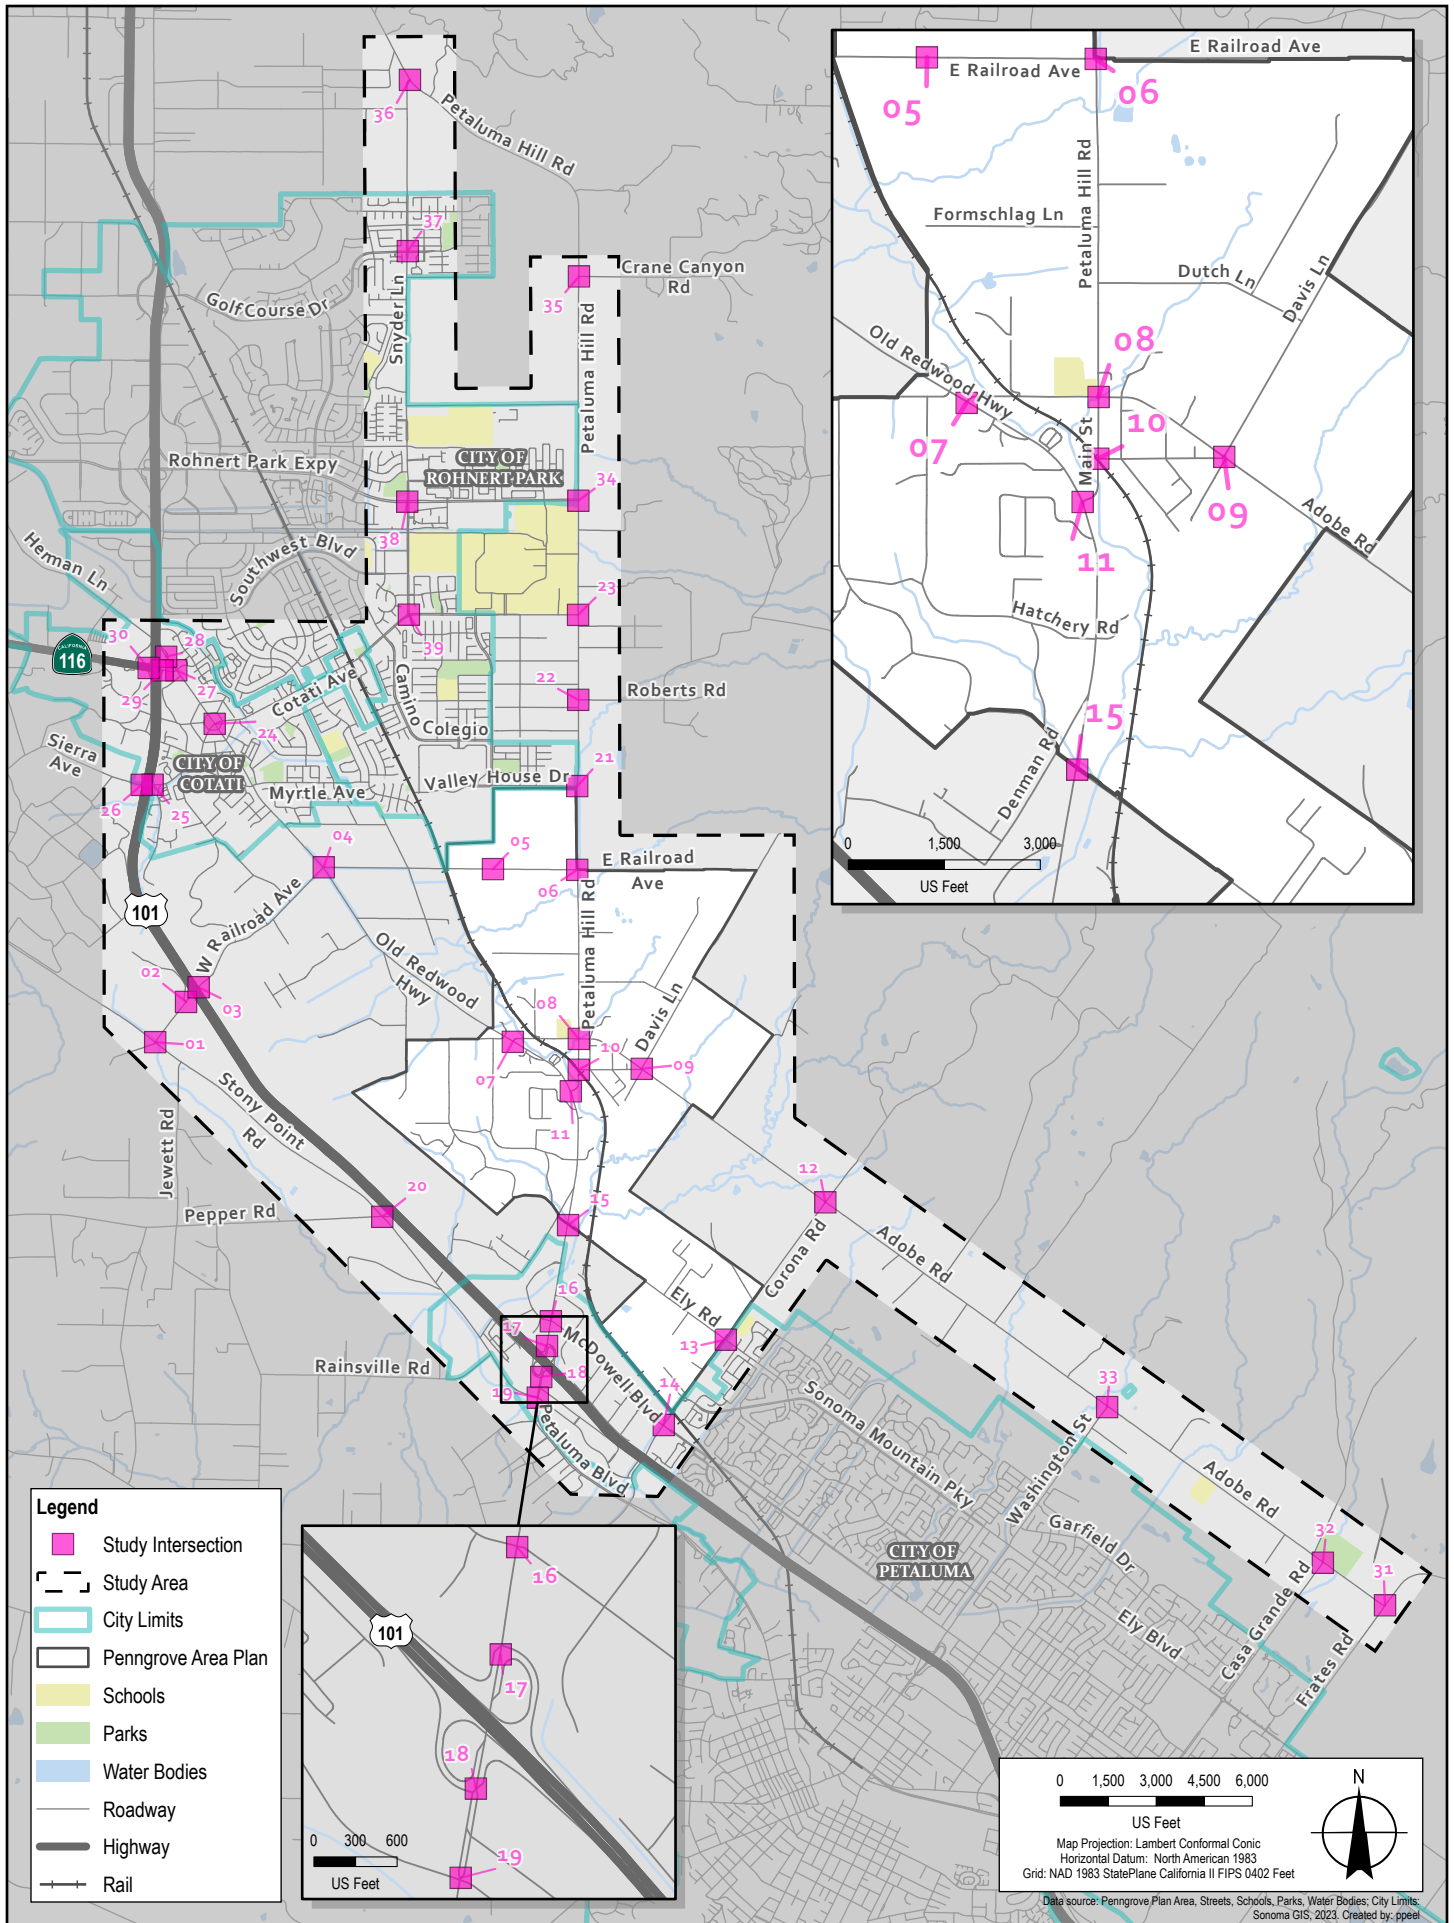 36
Petaluma Hill Rd
37
Golf Course Dr
Snyder Ln
35
Crane Canyon
Rd
Petaluma Hill Rd
Rohnert Park Expy
CITY OF
ROHNERT PARK
34
38
Herman Ln
Southwest Blvd
23
39
30
28
CALIFORNIA
116
29
27
Cotati Ave
Camino
Colegio
22
Roberts Rd
24
Sierra
Ave
CITY OF
COTATI
21
Valley House Dr
Myrtle Ave
26
25
04
05
E Railroad
Ave
06
101
W Railroad Ave
Petaluma Hill Rd
Old Redwood
Hwy
02
03
01
08
Davis Ln
10
09
07
11
Stony Point
Rd
Jewett Rd
20
Pepper Rd
15
12
Corona Rd
Adobe Rd
Ely Rd
16
17
McDowell Blvd
13
18
19
14
Rainsville Rd
Petaluma Blvd
Sonoma Mountain Pky
33
Washington St
Adobe Rd
Garfield Dr
CITY OF
PETALUMA
32
31
Ely Blvd
Casa Grande Rd
Frates Rd
E Railroad Ave
E Railroad Ave
05
06
Petaluma Hill Rd
Formschlag Ln
Dutch Ln
Davis Ln
Old Redwood Hwy
08
07
Main St
10
09
Adobe Rd
11
Hatchery Rd
15
Denman Rd
0 1,500 3,000
US Feet
Legend
Study Intersection
Study Area
City Limits
Penngrove Area Plan
Schools
Parks
Water Bodies
Roadway
Highway
Rail
16
101
17
18
19
0 300 600
US Feet
0 1,500 3,000 4,500 6,000
US Feet
N
Map Projection: Lambert Conformal Conic
Horizontal Datum: North American 1983
Grid: NAD 1983 StatePlane California II FIPS 0402 Feet
Data source: Penngrove Plan Area, Streets, Schools, Parks, Water Bodies; City Limits:
Sonoma GIS, 2023. Created by: ppeel